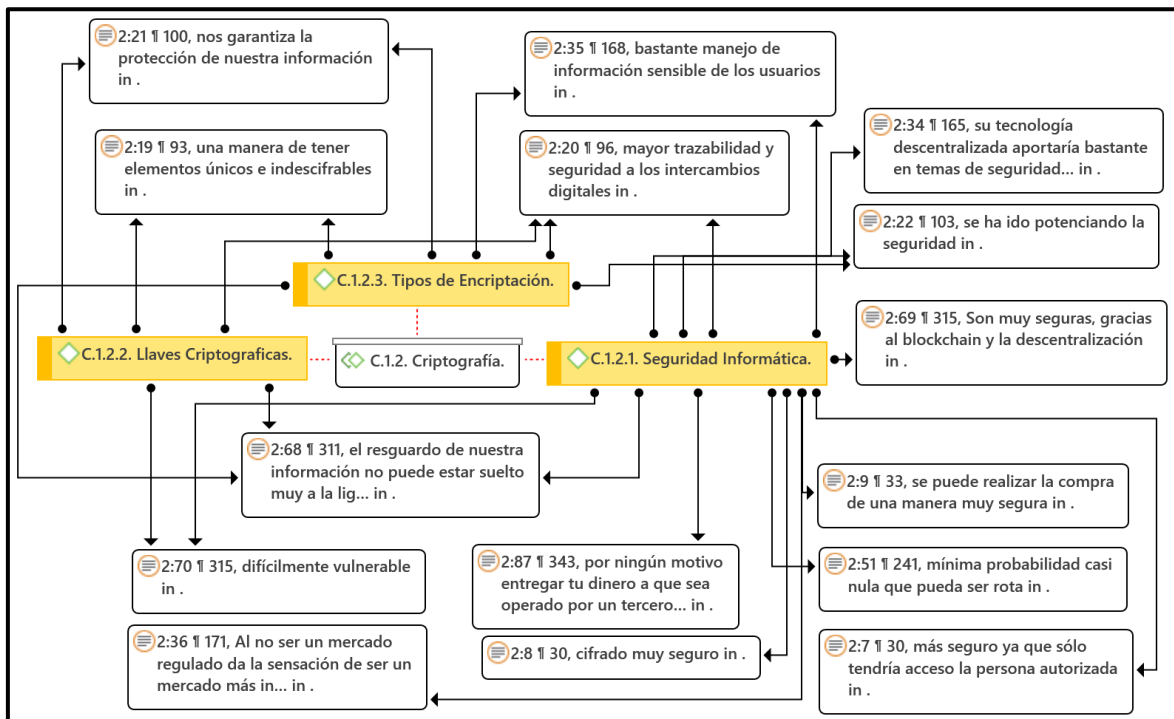 2:21 ¶ 100, nos garantiza la
protección de nuestra información
in .
2:35 ¶ 168, bastante manejo de
información sensible de los usuarios
in .
2:34 ¶ 165, su tecnología
descentralizada aportaría bastante
en temas de seguridad… in .
2:19 ¶ 93, una manera de tener
elementos únicos e indescifrables
in .
2:20 ¶ 96, mayor trazabilidad y
seguridad a los intercambios
digitales in .
2:22 ¶ 103, se ha ido potenciando la
seguridad in .
C.1.2.3. Tipos de Encriptación.
2:69 ¶ 315, Son muy seguras, gracias
al blockchain y la descentralización
in .
C.1.2.2. Llaves Criptograficas.
C.1.2. Criptografía.
C.1.2.1. Seguridad Informática.
2:68 ¶ 311, el resguardo de nuestra
información no puede estar suelto
muy a la lig… in .
2:9 ¶ 33, se puede realizar la compra
de una manera muy segura in .
2:70 ¶ 315, difícilmente vulnerable
in .
2:87 ¶ 343, por ningún motivo
entregar tu dinero a que sea
operado por un tercero… in .
2:51 ¶ 241, mínima probabilidad casi
nula que pueda ser rota in .
2:36 ¶ 171, Al no ser un mercado
regulado da la sensación de ser un
mercado más in… in .
2:8 ¶ 30, cifrado muy seguro in .
2:7 ¶ 30, más seguro ya que sólo
tendría acceso la persona autorizada
in .